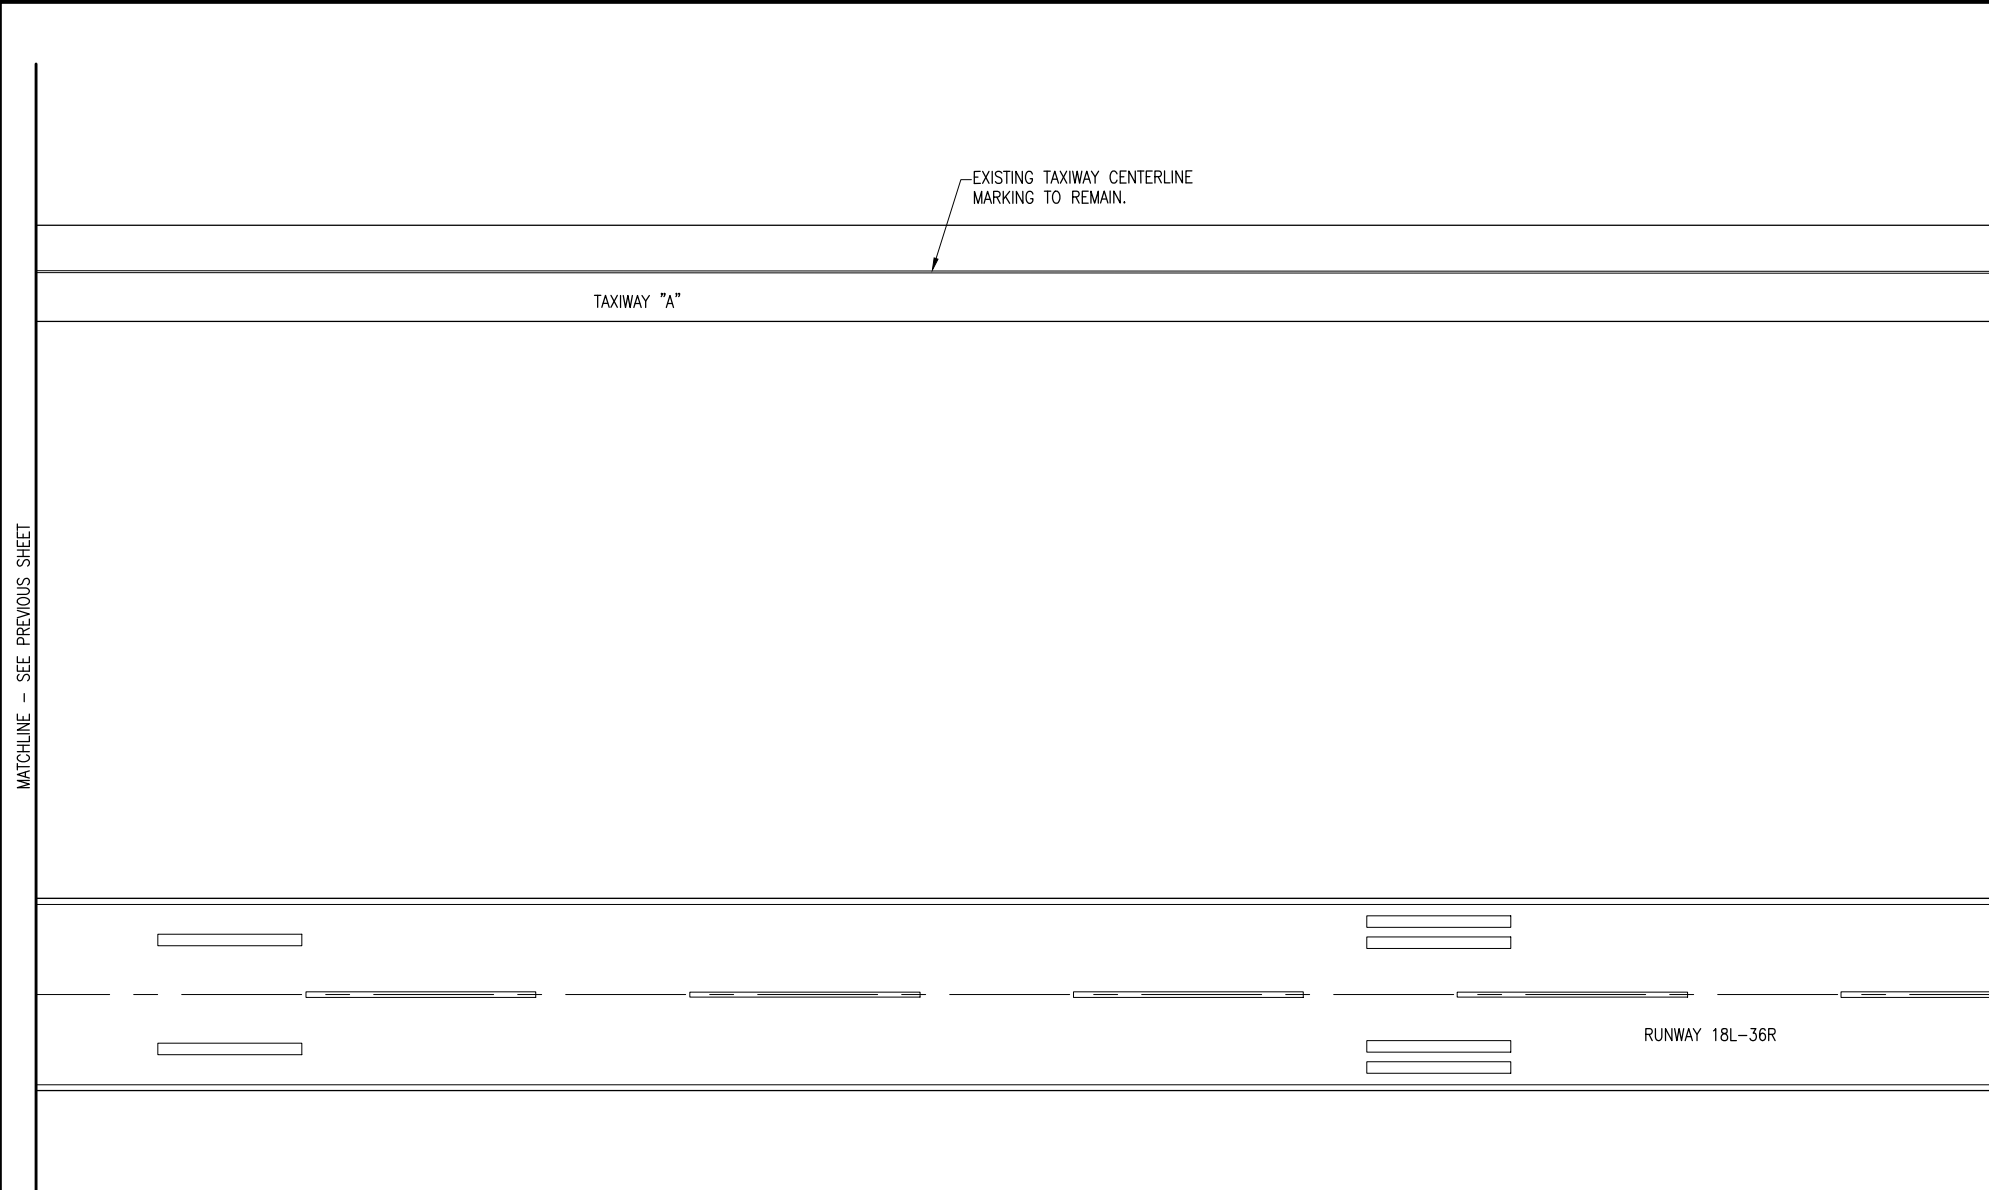 EXISTING TAXIWAY CENTERLINE
MARKING TO REMAIN.
TAXIWAY "A"
MATCHLINE - SEE PREVIOUS SHEET
RUNWAY 18L-36R